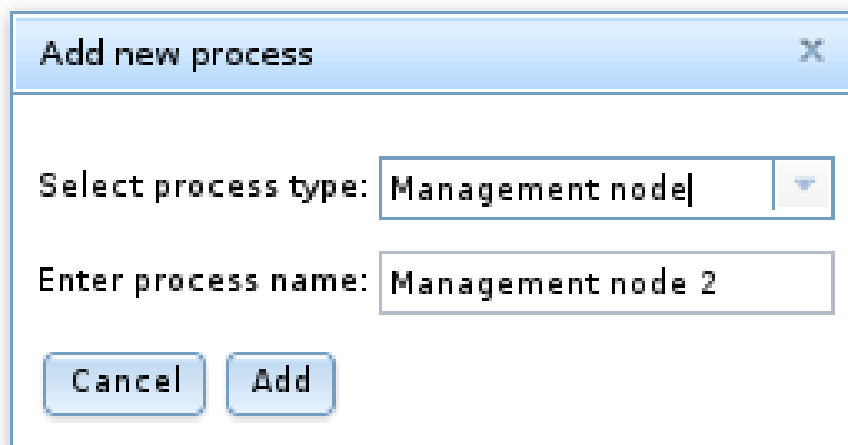 Add new process
Select process type: Management node
Enter process name: Management node 2
Cancel Add